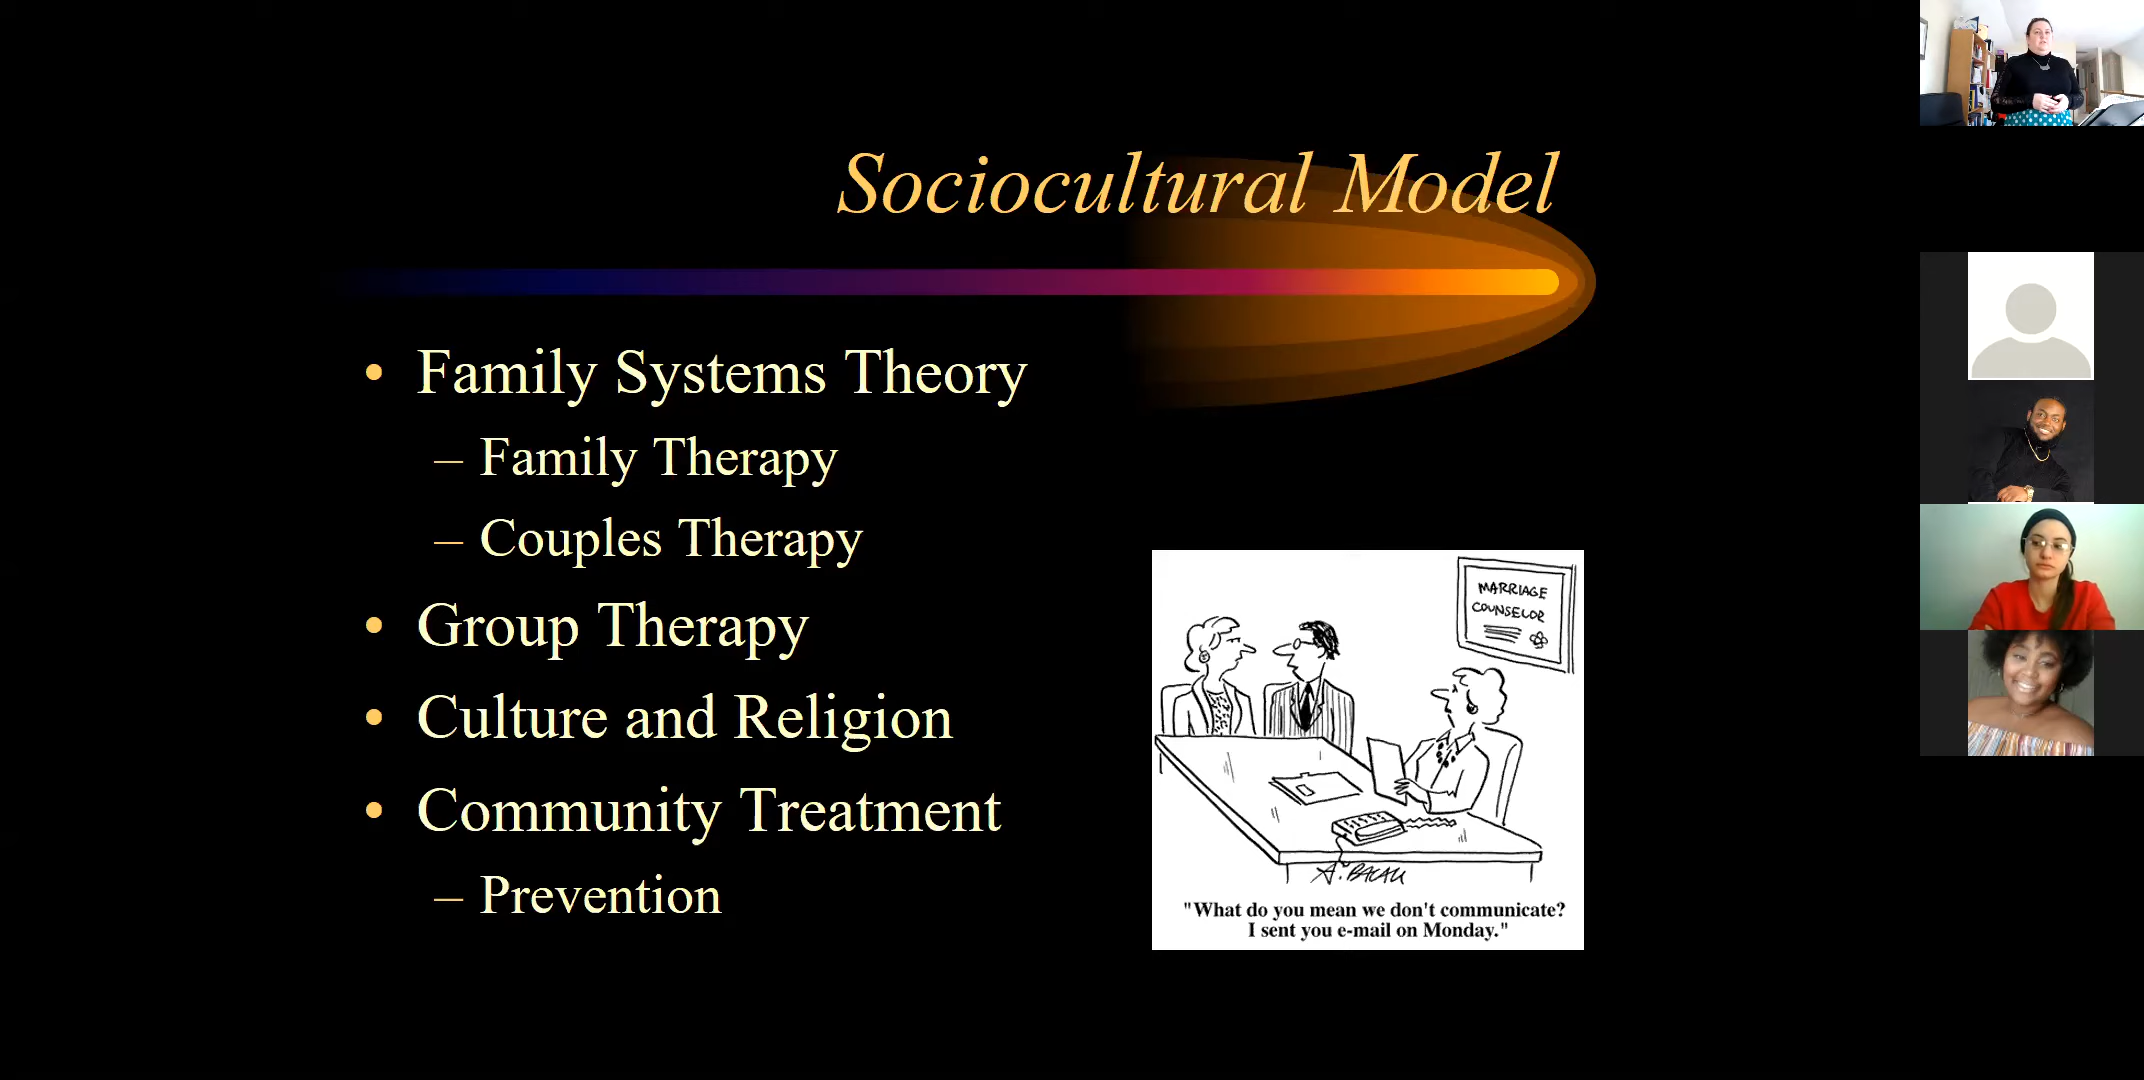 Sociocultural Model
• Family Systems Theory
– Family Therapy
– Couples Therapy
• Group Therapy
• Culture and Religion
• Community Treatment
– Prevention
MARRIAGE
COUNSELOR
"What do you mean we don't communicate?
I sent you e-mail on Monday."